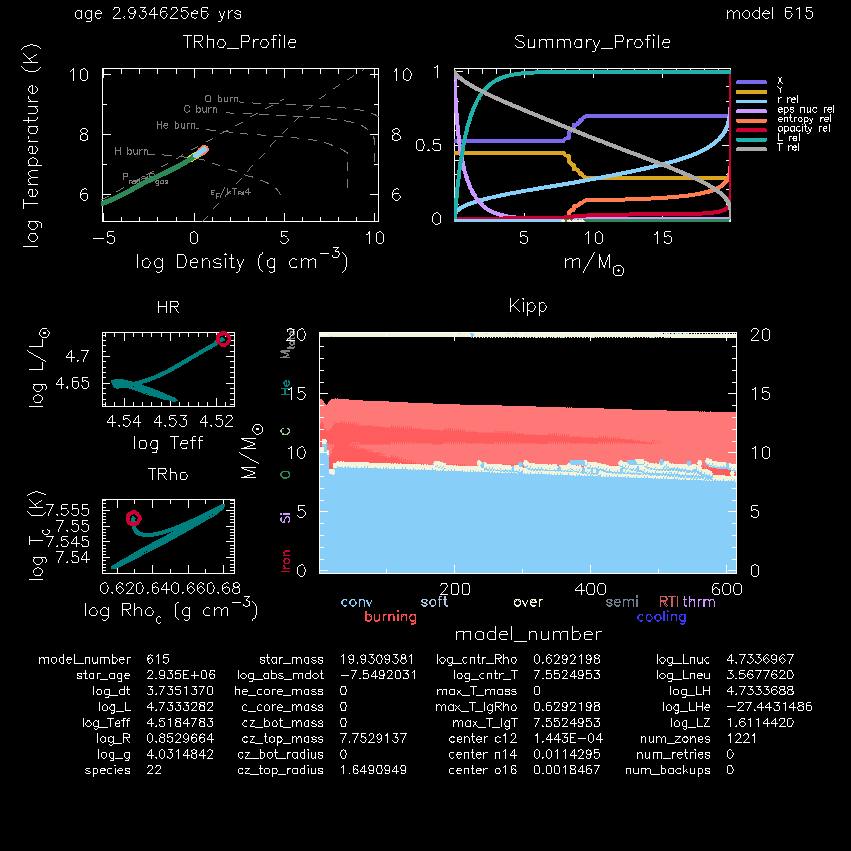 age 2.934625e6 yrs
model 615
TRho_Profile
Summary_Profile
log Temperature (K)
10
8
6
O burn
C burn
He burn
H burn
10
8
6
-5
0
5
10
log Density (g cm-3)
1
0.5
0
5
10
15
m/M⊙
X
Y
r rel
eps nuc rel
entropy rel
opacity rel
L rel
T rel
HR
log L/L⊙
4.7
4.65
4.54
4.53
4.52
log Teff
TRho
log Tc (K)
7.555
7.55
7.545
7.54
0.62 0.64 0.66 0.68
log Rhoc (g cm-3)
Kipp
M/M⊙
Iron Si O C He Mtotal
20
15
10
5
0
20
15
10
5
0
200
400
600
conv soft over semi RTI thrm
burning cooling
model_number
model_number 615 star_mass 19.9309381 log_cntr_Rho 0.6292198 log_Lnuc 4.7336967
star_age 2.935E+06 log_abs_mdot -7.5492031 log_cntr_T 7.5524953 log_Lneu 3.5677620
log_dt 3.7351370 he_core_mass 0 max_T_mass 0 log_LH 4.7333688
log_L 4.7333282 c_core_mass 0 max_T_lgRho 0.6292198 log_LHe -27.4431486
log_Teff 4.5184783 cz_bot_mass 0 max_T_lgT 7.5524953 log_LZ 1.6114420
log_R 0.8529664 cz_top_mass 7.7529137 center c12 1.443E-04 num_zones 1221
log_g 4.0314842 cz_bot_radius 0 center n14 0.0114295 num_retries 0
species 22 cz_top_radius 1.6490949 center o16 0.0018467 num_backups 0